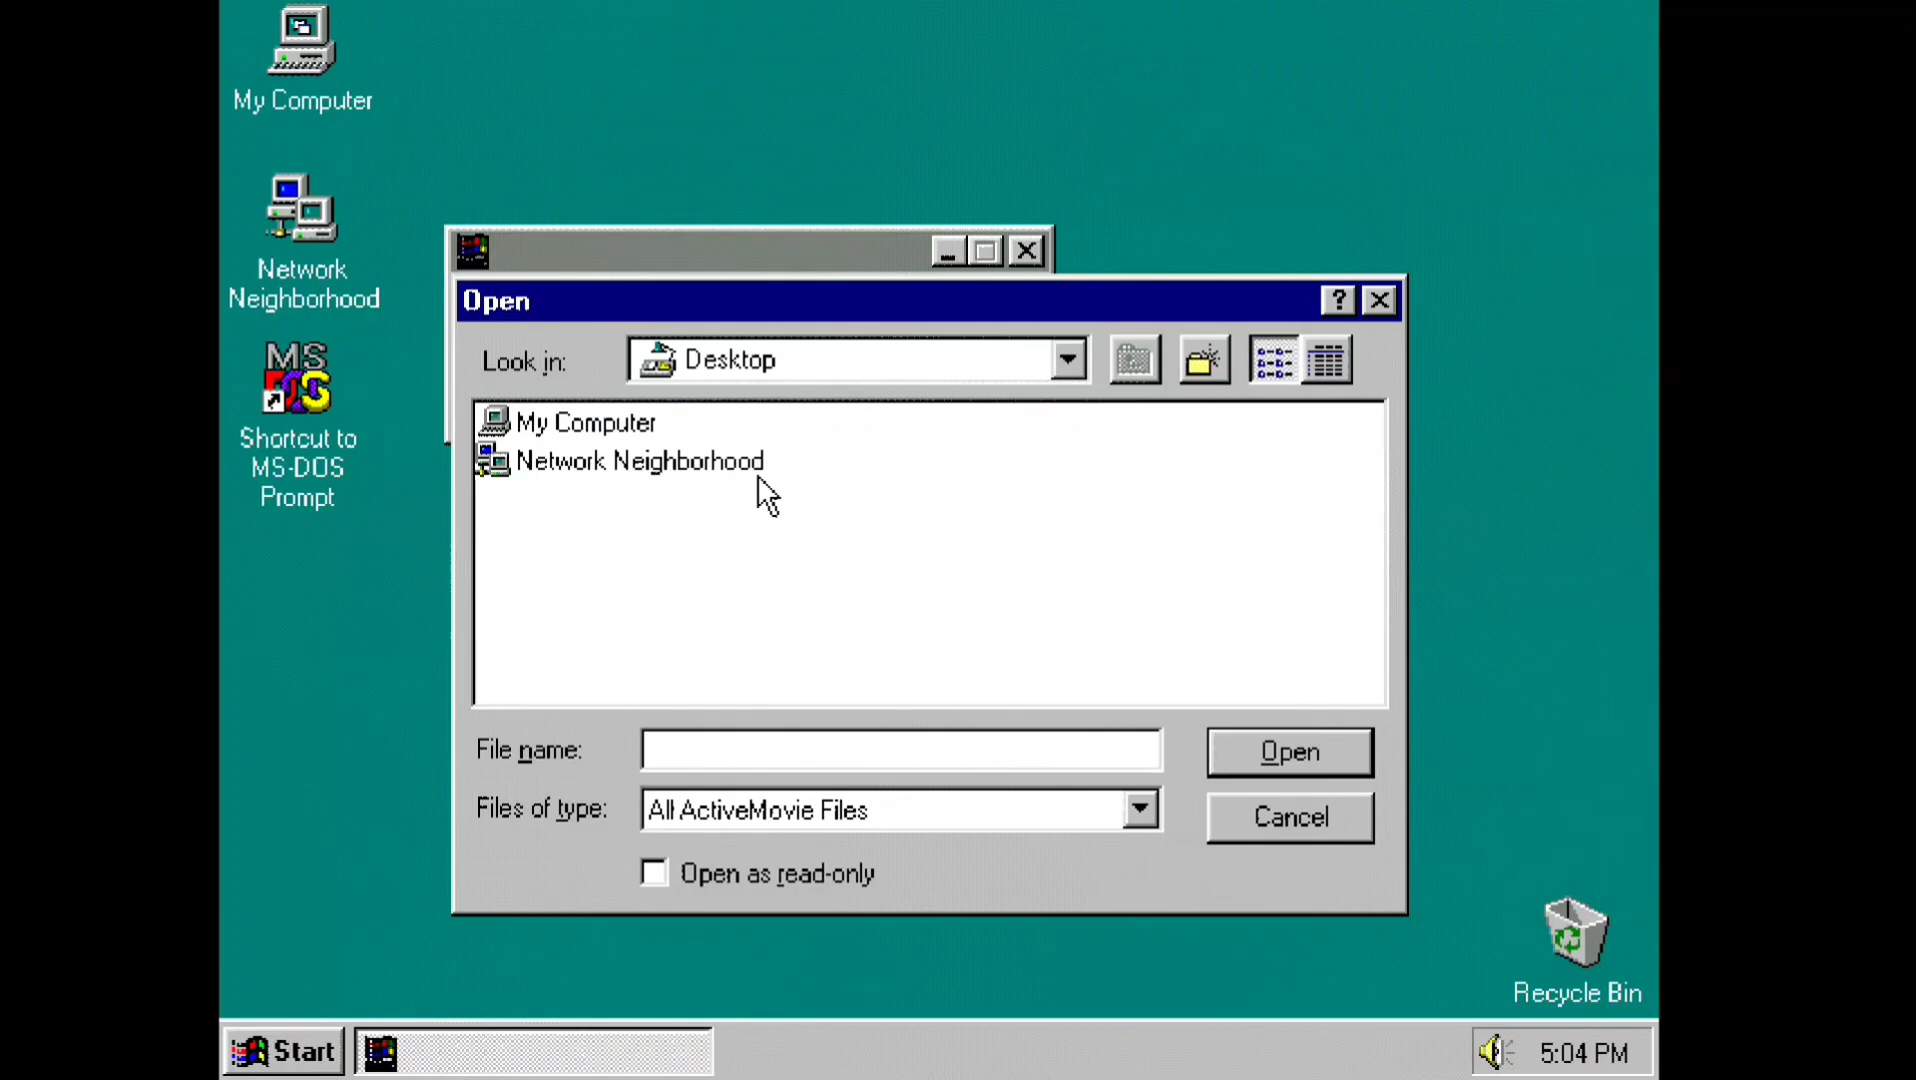 My Computer
Network
Neighborhood
MS
DOS
Shortcut to
MS-DOS
Prompt
Open
Look in:
Desktop
My Computer
Network Neighborhood
File name:
Open
Files of type:
All ActiveMovie Files
Cancel
Open as read-only
Recycle Bin
Start
5:04 PM